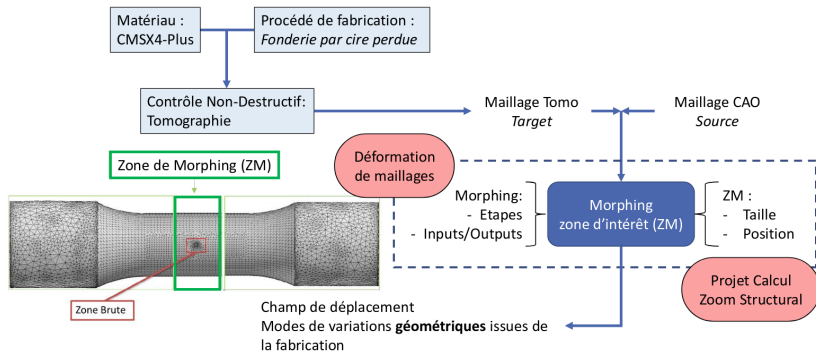 Matériau :
CMSX4-Plus
Procédé de fabrication :
Fonderie par cire perdue
Contrôle Non-Destructif:
Tomographie
Maillage Tomo
Target
Maillage CAO
Source
Zone de Morphing (ZM)
Déformation
de maillages
Morphing:
- Etapes
- Inputs/Outputs
Morphing
zone d'intérêt (ZM)
ZM :
- Taille
- Position
Zone Brute
Projet Calcul
Zoom Structural
Champ de déplacement
Modes de variations géométriques issues de
la fabrication